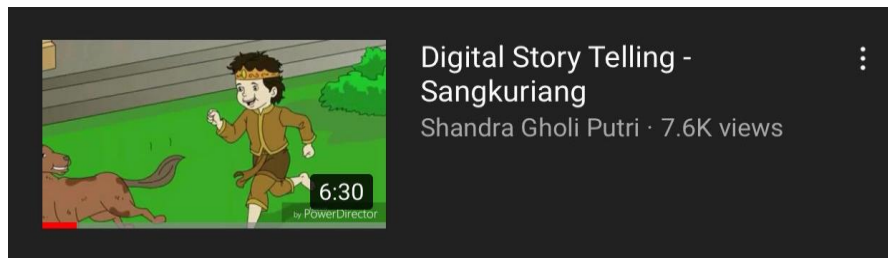 Digital Story Telling -
Sangkuriang
Shandra Gholi Putri · 7.6K views
6:30
by PowerDirector